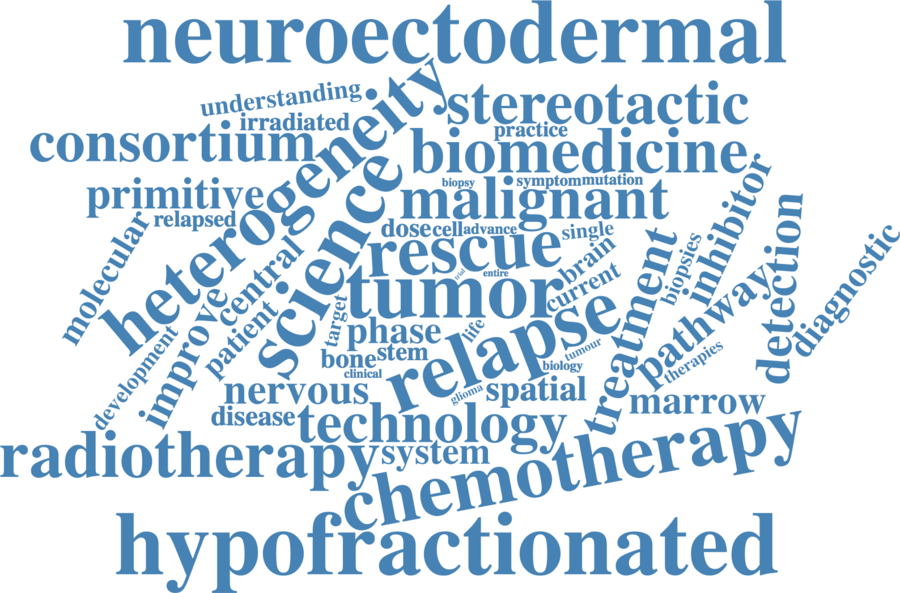 neuroectodermal
understanding
heterogeneity
stereotactic
irradiated
practice
consortium
biomedicine
science
biopsy
symptom
mutation
primitive
malignant
inhibitor
relapsed
molecular
dose
cell
advance
single
rescue
biopsies
detection
diagnostic
central
brain
trial
entire
tumor
current
treatment
pathway
improve
patient
target
phase
life
relapse
development
bone
stem
tumour
therapies
clinical
biology
nervous
glioma
spatial
marrow
disease
technology
radiotherapy
system
chemotherapy
hypofractionated